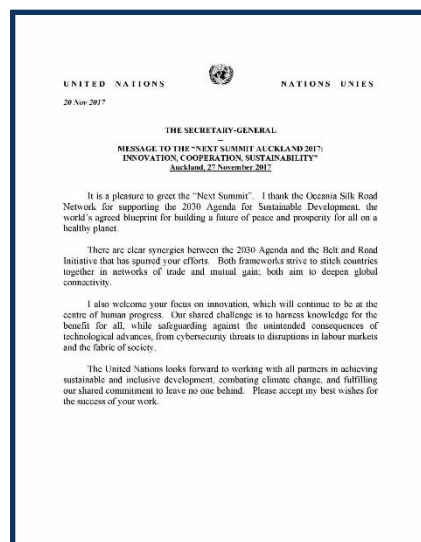 UNITED NATIONS NATIONS UNIES
20 Nov 2017
THE SECRETARY-GENERAL
--
MESSAGE TO THE “NEXT SUMMIT AUCKLAND 2017:
INNOVATION, COOPERATION, SUSTAINABILITY”
Auckland, 27 November 2017
It is a pleasure to greet the “Next Summit”. I thank the Oceania Silk Road
Network for supporting the 2030 Agenda for Sustainable Development, the
world’s agreed blueprint for building a future of peace and prosperity for all on a
healthy planet.
There are clear synergies between the 2030 Agenda and the Belt and Road
Initiative that has spurred your efforts. Both frameworks strive to stitch countries
together in networks of trade and mutual gain; both aim to deepen global
connectivity.
I also welcome your focus on innovation, which will continue to be at the
centre of human progress. Our shared challenge is to harness knowledge for the
benefit for all, while safeguarding against the unintended consequences of
technological advances, from cybersecurity threats to disruptions in labour markets
and the fabric of society.
The United Nations looks forward to working with all partners in achieving
sustainable and inclusive development, combating climate change, and fulfilling
our shared commitment to leave no one behind. Please accept my best wishes for
the success of your work.